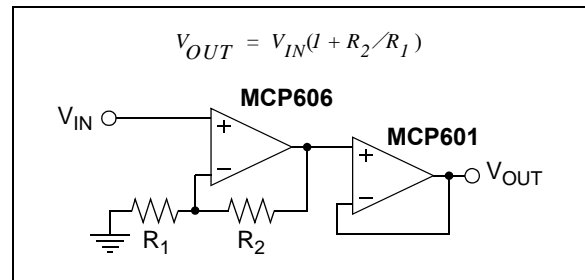 V_OUT = V_IN(1 + R_2/R_1)
MCP606
V_IN
+
−
MCP601
+
−
V_OUT
R_1
R_2